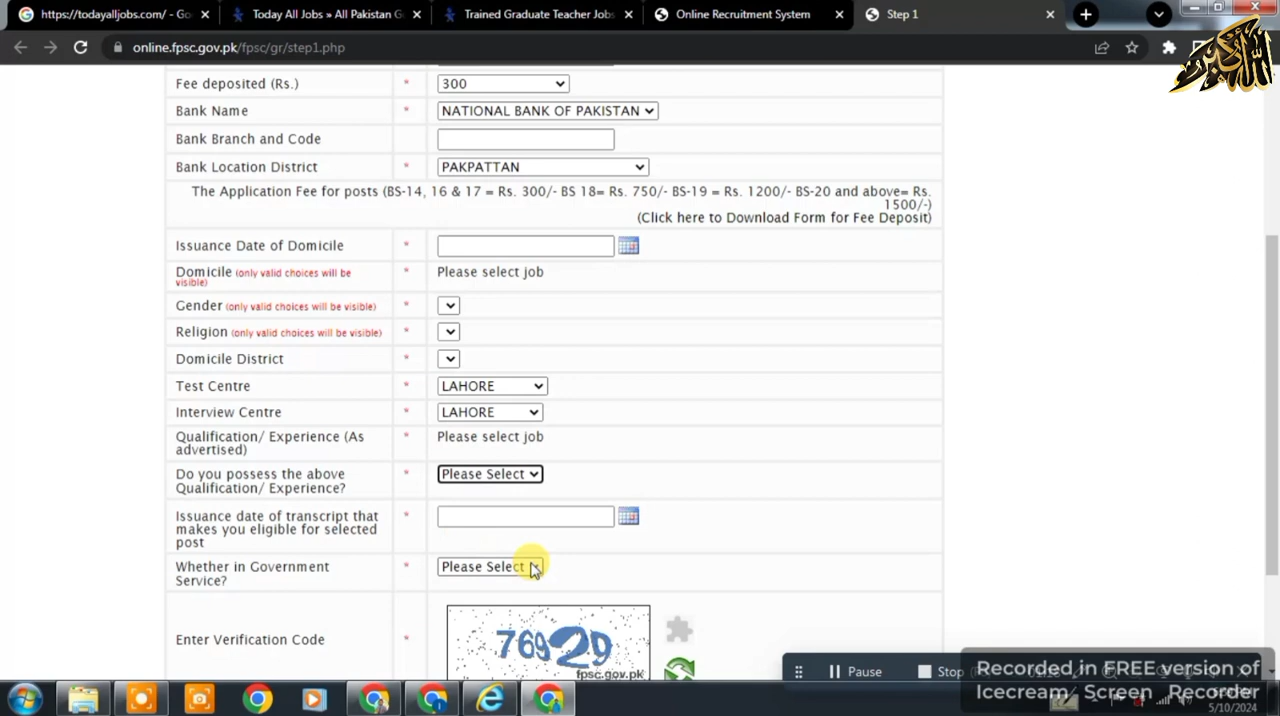 https://todayalljobs.com/ - Go
Today All Jobs » All Pakistan G
Trained Graduate Teacher Jobs
Online Recruitment System
Step 1
online.fpsc.gov.pk/fpsc/gr/step1.php
الله اکبر
Fee deposited (Rs.) * 300
Bank Name * NATIONAL BANK OF PAKISTAN
Bank Branch and Code
Bank Location District * PAKPATTAN
The Application Fee for posts (BS-14, 16 & 17 = Rs. 300/- BS 18= Rs. 750/- BS-19 = Rs. 1200/- BS-20 and above= Rs.
1500/-)
(Click here to Download Form for Fee Deposit)
Issuance Date of Domicile *
Domicile (only valid choices will be * Please select job
visible)
Gender (only valid choices will be visible) *
Religion (only valid choices will be visible) *
Domicile District *
Test Centre * LAHORE
Interview Centre * LAHORE
Qualification/ Experience (As * Please select job
advertised)
Do you possess the above * Please Select
Qualification/ Experience?
Issuance date of transcript that *
makes you eligible for selected
post
Whether in Government * Please Select
Service?
Enter Verification Code *
76929
fpsc.gov.pk
Pause
Stop
Recorded in FREE version of
Icecream Screen Recorder
5/10/2024